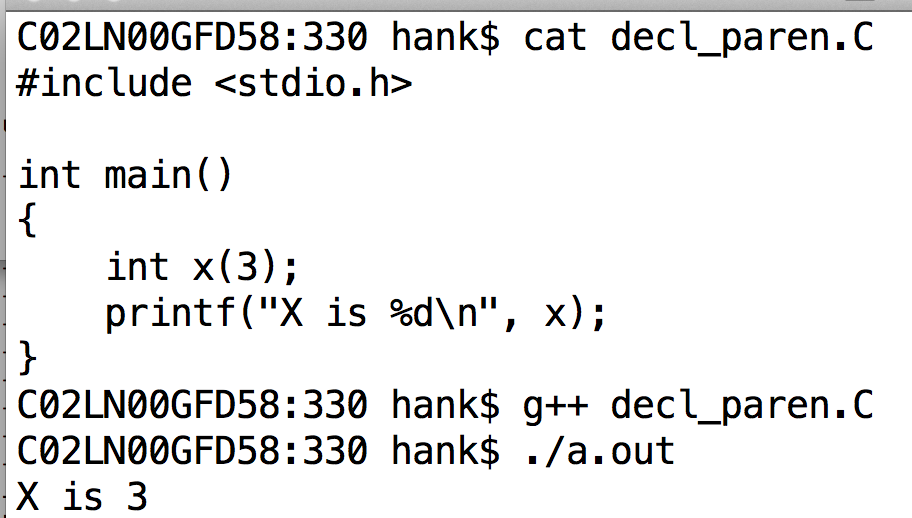 C02LN00GFD58:330 hank$ cat decl_paren.C
#include <stdio.h>
int main()
{
    int x(3);
    printf("X is %d\n", x);
}
C02LN00GFD58:330 hank$ g++ decl_paren.C
C02LN00GFD58:330 hank$ ./a.out
X is 3